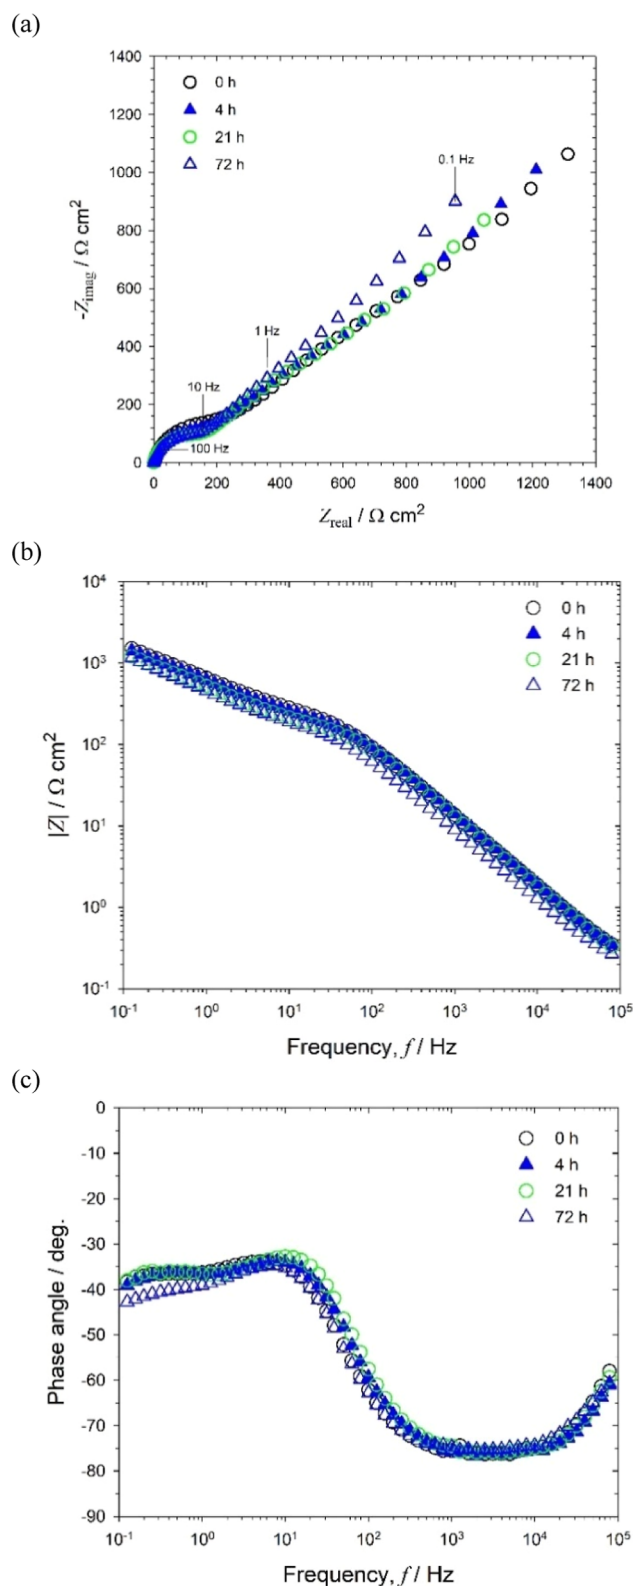 (a)
1400
1200
1000
800
600
400
200
0
-Zimag / Ω cm2
0 h
4 h
21 h
72 h
0.1 Hz
1 Hz
10 Hz
100 Hz
0 200 400 600 800 1000 1200 1400
Zreal / Ω cm2
(b)
104
103
102
101
100
10-1
|Z| / Ω cm2
0 h
4 h
21 h
72 h
10-1 100 101 102 103 104 105
Frequency, f / Hz
(c)
0
-10
-20
-30
-40
-50
-60
-70
-80
-90
Phase angle / deg.
0 h
4 h
21 h
72 h
10-1 100 101 102 103 104 105
Frequency, f / Hz